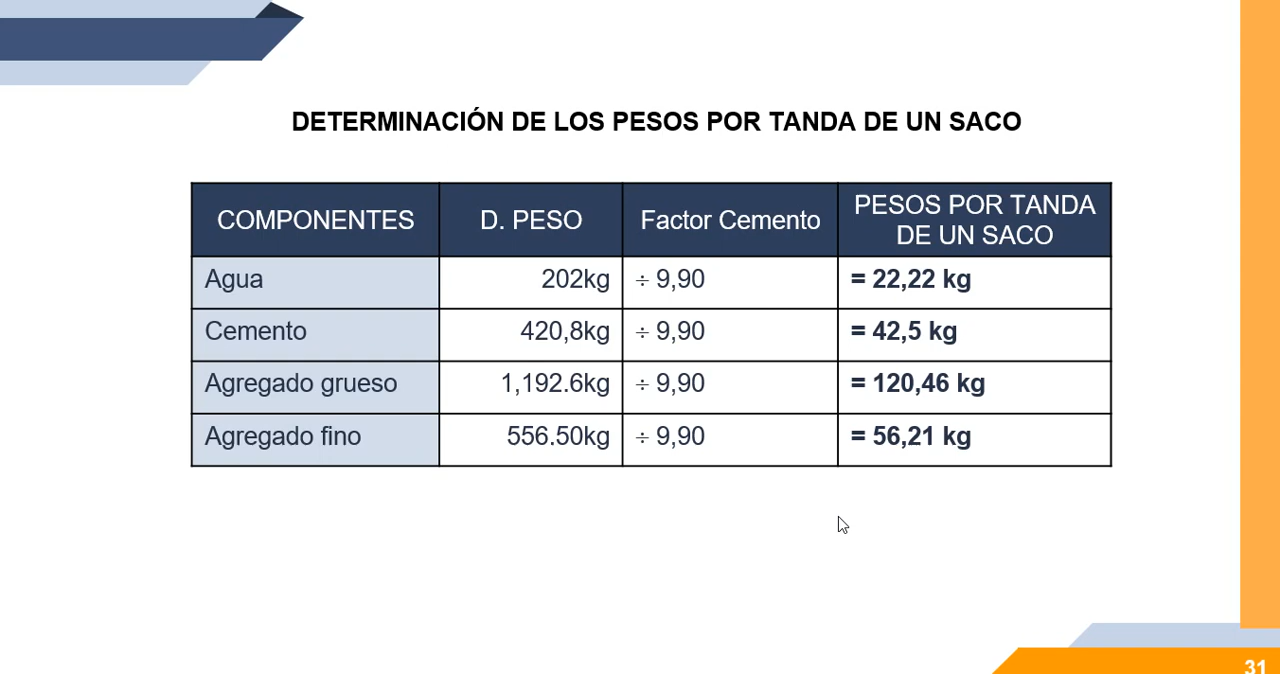 DETERMINACIÓN DE LOS PESOS POR TANDA DE UN SACO
COMPONENTES D. PESO Factor Cemento PESOS POR TANDA DE UN SACO
Agua 202kg ÷ 9,90 = 22,22 kg
Cemento 420,8kg ÷ 9,90 = 42,5 kg
Agregado grueso 1,192.6kg ÷ 9,90 = 120,46 kg
Agregado fino 556.50kg ÷ 9,90 = 56,21 kg
31